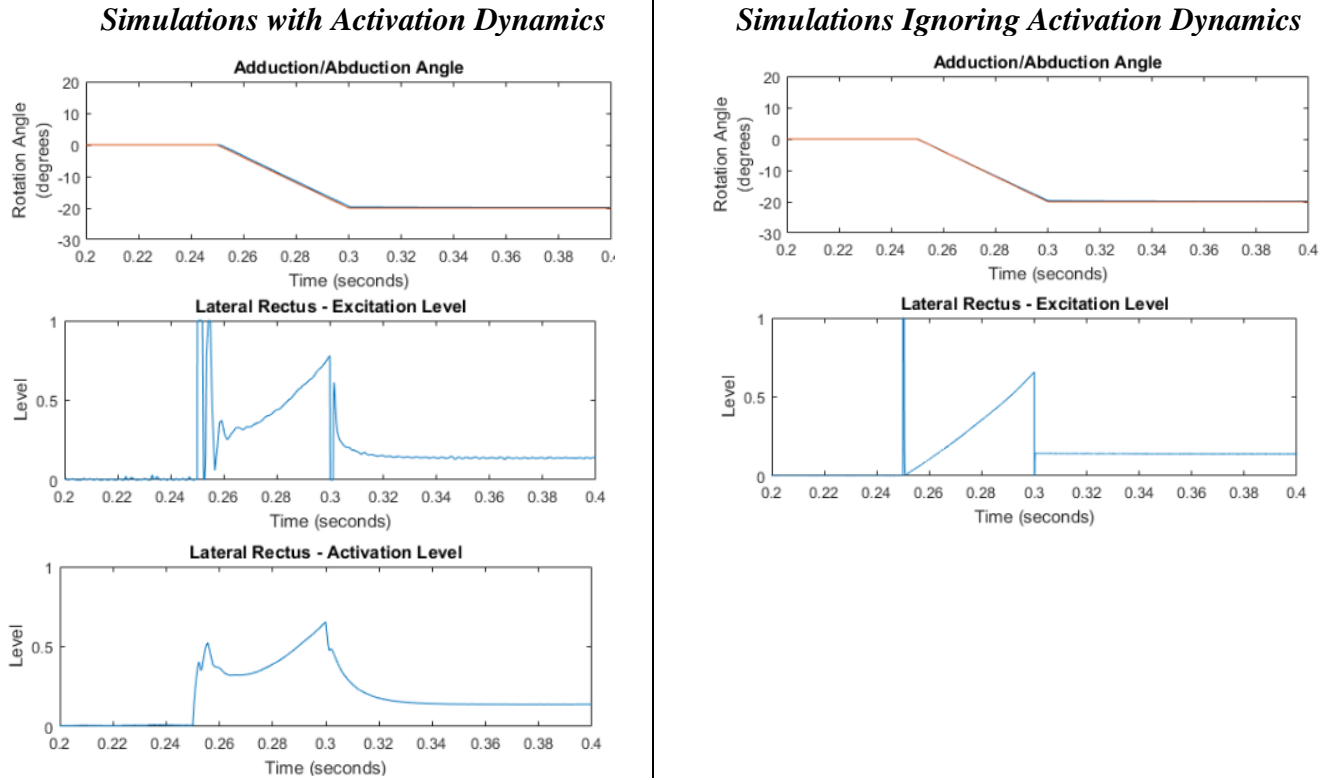 Simulations with Activation Dynamics
Adduction/Abduction Angle
20
10
0
-10
-20
-30
Rotation Angle
(degrees)
0.2 0.22 0.24 0.26 0.28 0.3 0.32 0.34 0.36 0.38 0.4
Time (seconds)
Lateral Rectus - Excitation Level
1
0.5
0
Level
0.2 0.22 0.24 0.26 0.28 0.3 0.32 0.34 0.36 0.38 0.4
Time (seconds)
Lateral Rectus - Activation Level
1
0.5
0
Level
0.2 0.22 0.24 0.26 0.28 0.3 0.32 0.34 0.36 0.38 0.4
Time (seconds)
Simulations Ignoring Activation Dynamics
Adduction/Abduction Angle
20
10
0
-10
-20
-30
Rotation Angle
(degrees)
0.2 0.22 0.24 0.26 0.28 0.3 0.32 0.34 0.36 0.38 0.4
Time (seconds)
Lateral Rectus - Excitation Level
1
0.5
0
Level
0.2 0.22 0.24 0.26 0.28 0.3 0.32 0.34 0.36 0.38 0.4
Time (seconds)